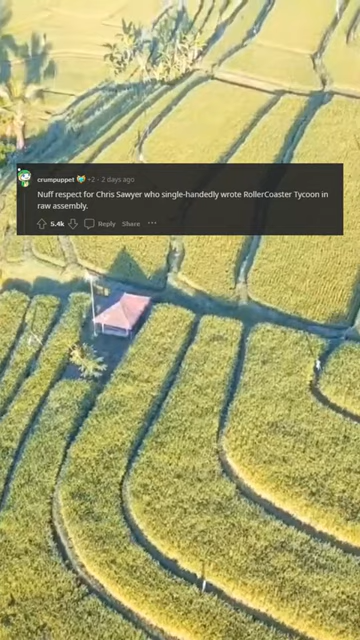 crumpuppet +2 · 2 days ago
Nuff respect for Chris Sawyer who single-handedly wrote RollerCoaster Tycoon in
raw assembly.
5.4k Reply Share ···